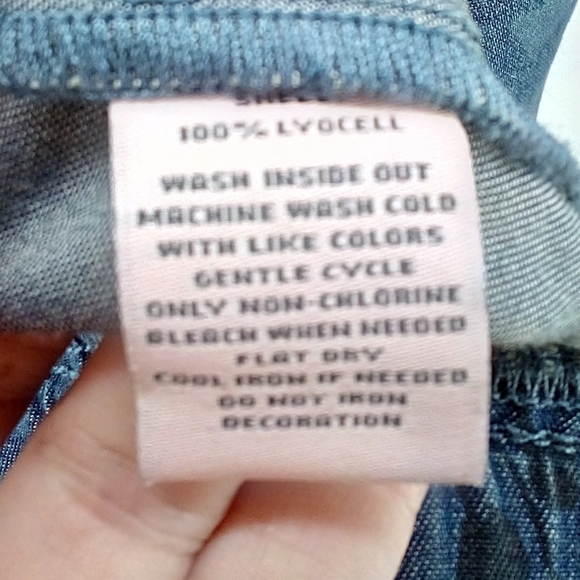 SHELL
100% LYOCELL
WASH INSIDE OUT
MACHINE WASH COLD
WITH LIKE COLORS
GENTLE CYCLE
ONLY NON-CHLORINE
BLEACH WHEN NEEDED
FLAT DRY
COOL IRON IF NEEDED
DO NOT IRON
DECORATION